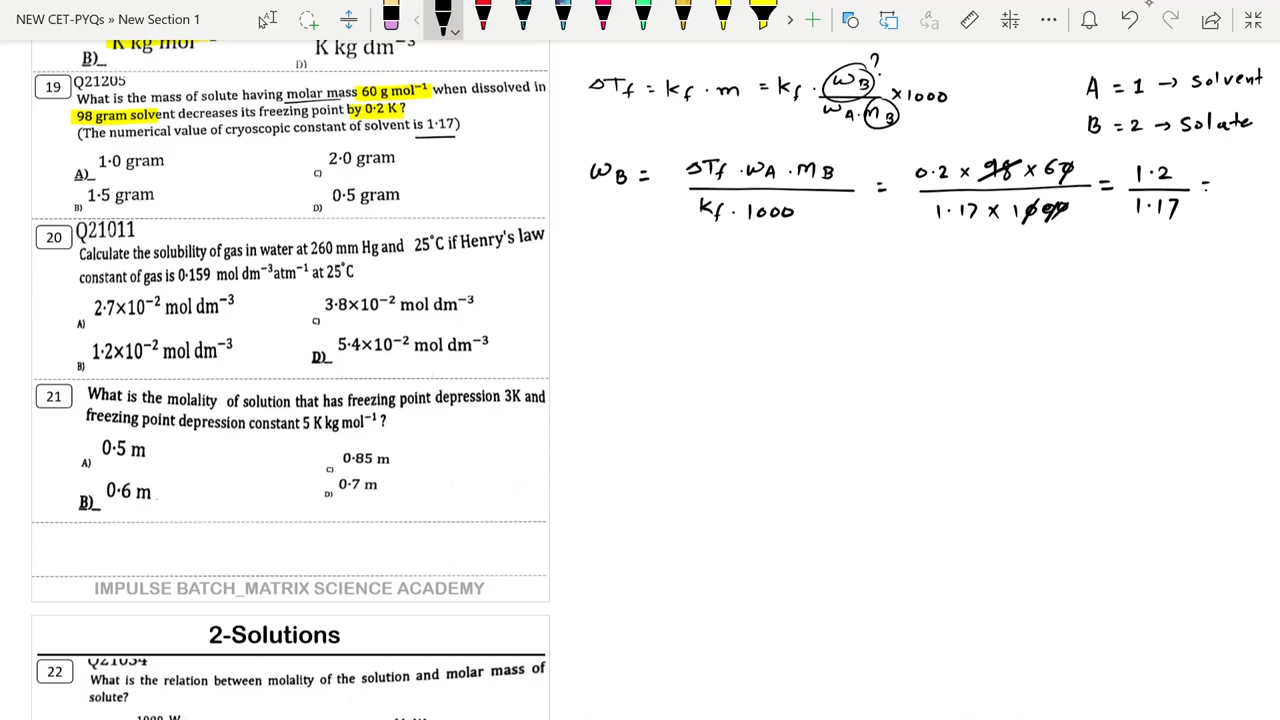 NEW CET-PYQs » New Section 1
B) K kg mol⁻¹
D) K kg dm⁻³
19 Q21205
What is the mass of solute having molar mass 60 g mol⁻¹ when dissolved in
98 gram solvent decreases its freezing point by 0·2 K ?
(The numerical value of cryoscopic constant of solvent is 1·17)
A) 1·0 gram
C) 2·0 gram
B) 1·5 gram
D) 0·5 gram
20 Q21011
Calculate the solubility of gas in water at 260 mm Hg and 25°C if Henry's law
constant of gas is 0·159 mol dm⁻³atm⁻¹ at 25°C
A) 2·7×10⁻² mol dm⁻³
C) 3·8×10⁻² mol dm⁻³
B) 1·2×10⁻² mol dm⁻³
D) 5·4×10⁻² mol dm⁻³
21 What is the molality of solution that has freezing point depression 3K and
freezing point depression constant 5 K kg mol⁻¹ ?
A) 0·5 m
C) 0·85 m
B) 0·6 m
D) 0·7 m
IMPULSE BATCH_MATRIX SCIENCE ACADEMY
2-Solutions
22 Q21034
What is the relation between molality of the solution and molar mass of
solute?
ΔTf = Kf · m = Kf · WB / WA · MB × 1000
?
A = 1 → Solvent
B = 2 → Solute
WB = ΔTf · WA · MB / Kf · 1000 = 0.2 × 98 × 60 / 1·17 × 1000 = 1·2 / 1·17 =